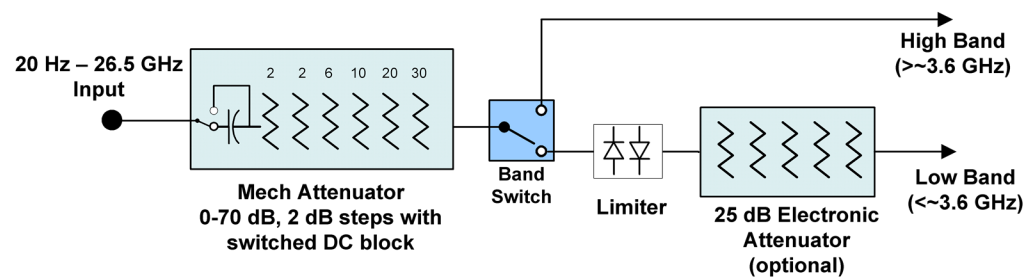 20 Hz – 26.5 GHz
Input
2 2 6 10 20 30
Mech Attenuator
0-70 dB, 2 dB steps with
switched DC block
Band
Switch
Limiter
25 dB Electronic
Attenuator
(optional)
High Band
(>~3.6 GHz)
Low Band
(<~3.6 GHz)